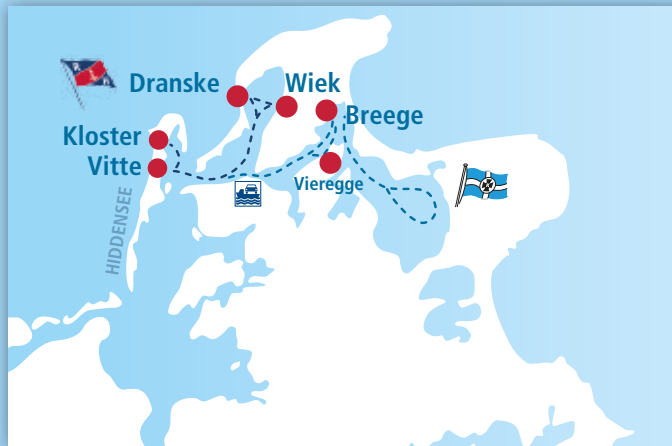 Dranske
Wiek
Breege
Kloster
Vitte
Vieregge
HIDDENSEE